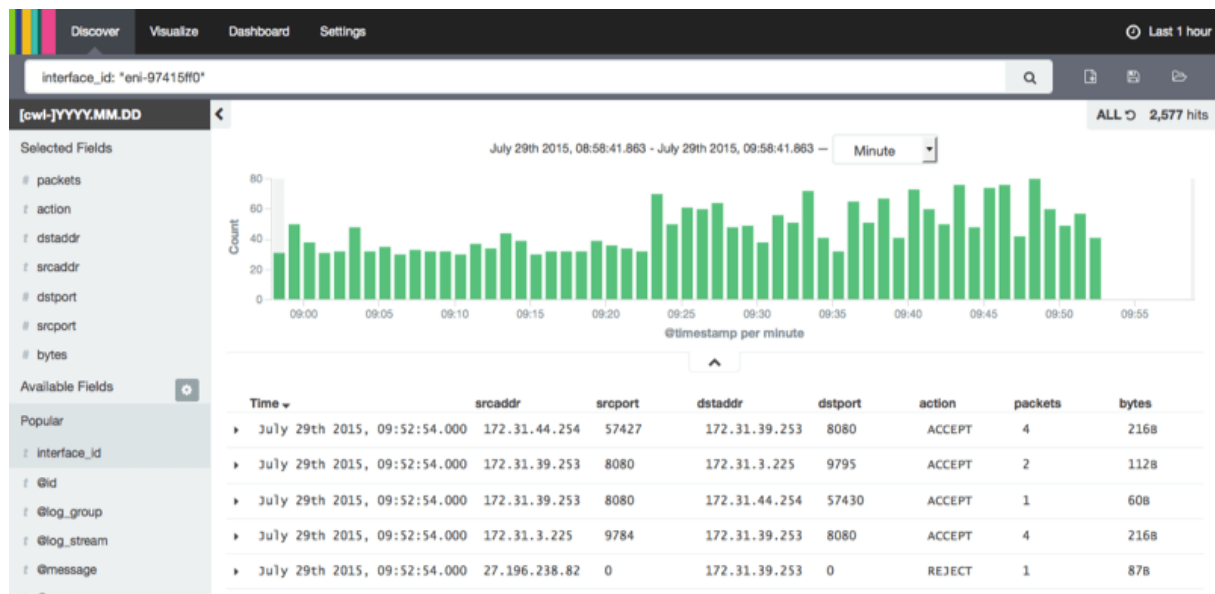 Discover Visualize Dashboard Settings Last 1 hour
interface_id: "eni-97415ff0"
[cwl-]YYYY.MM.DD
ALL 2,577 hits
Selected Fields
# packets
t action
t dstaddr
t srcaddr
# dstport
# srcport
# bytes
Available Fields
Popular
t interface_id
t @id
t @log_group
t @log_stream
t @message
July 29th 2015, 08:58:41.863 - July 29th 2015, 09:58:41.863 — Minute
Count
80
60
40
20
0
09:00 09:05 09:10 09:15 09:20 09:25 09:30 09:35 09:40 09:45 09:50 09:55
@timestamp per minute
Time srcaddr srcport dstaddr dstport action packets bytes
July 29th 2015, 09:52:54.000 172.31.44.254 57427 172.31.39.253 8080 ACCEPT 4 216B
July 29th 2015, 09:52:54.000 172.31.39.253 8080 172.31.3.225 9795 ACCEPT 2 112B
July 29th 2015, 09:52:54.000 172.31.39.253 8080 172.31.44.254 57430 ACCEPT 1 60B
July 29th 2015, 09:52:54.000 172.31.3.225 9784 172.31.39.253 8080 ACCEPT 4 216B
July 29th 2015, 09:52:54.000 27.196.238.82 0 172.31.39.253 0 REJECT 1 87B